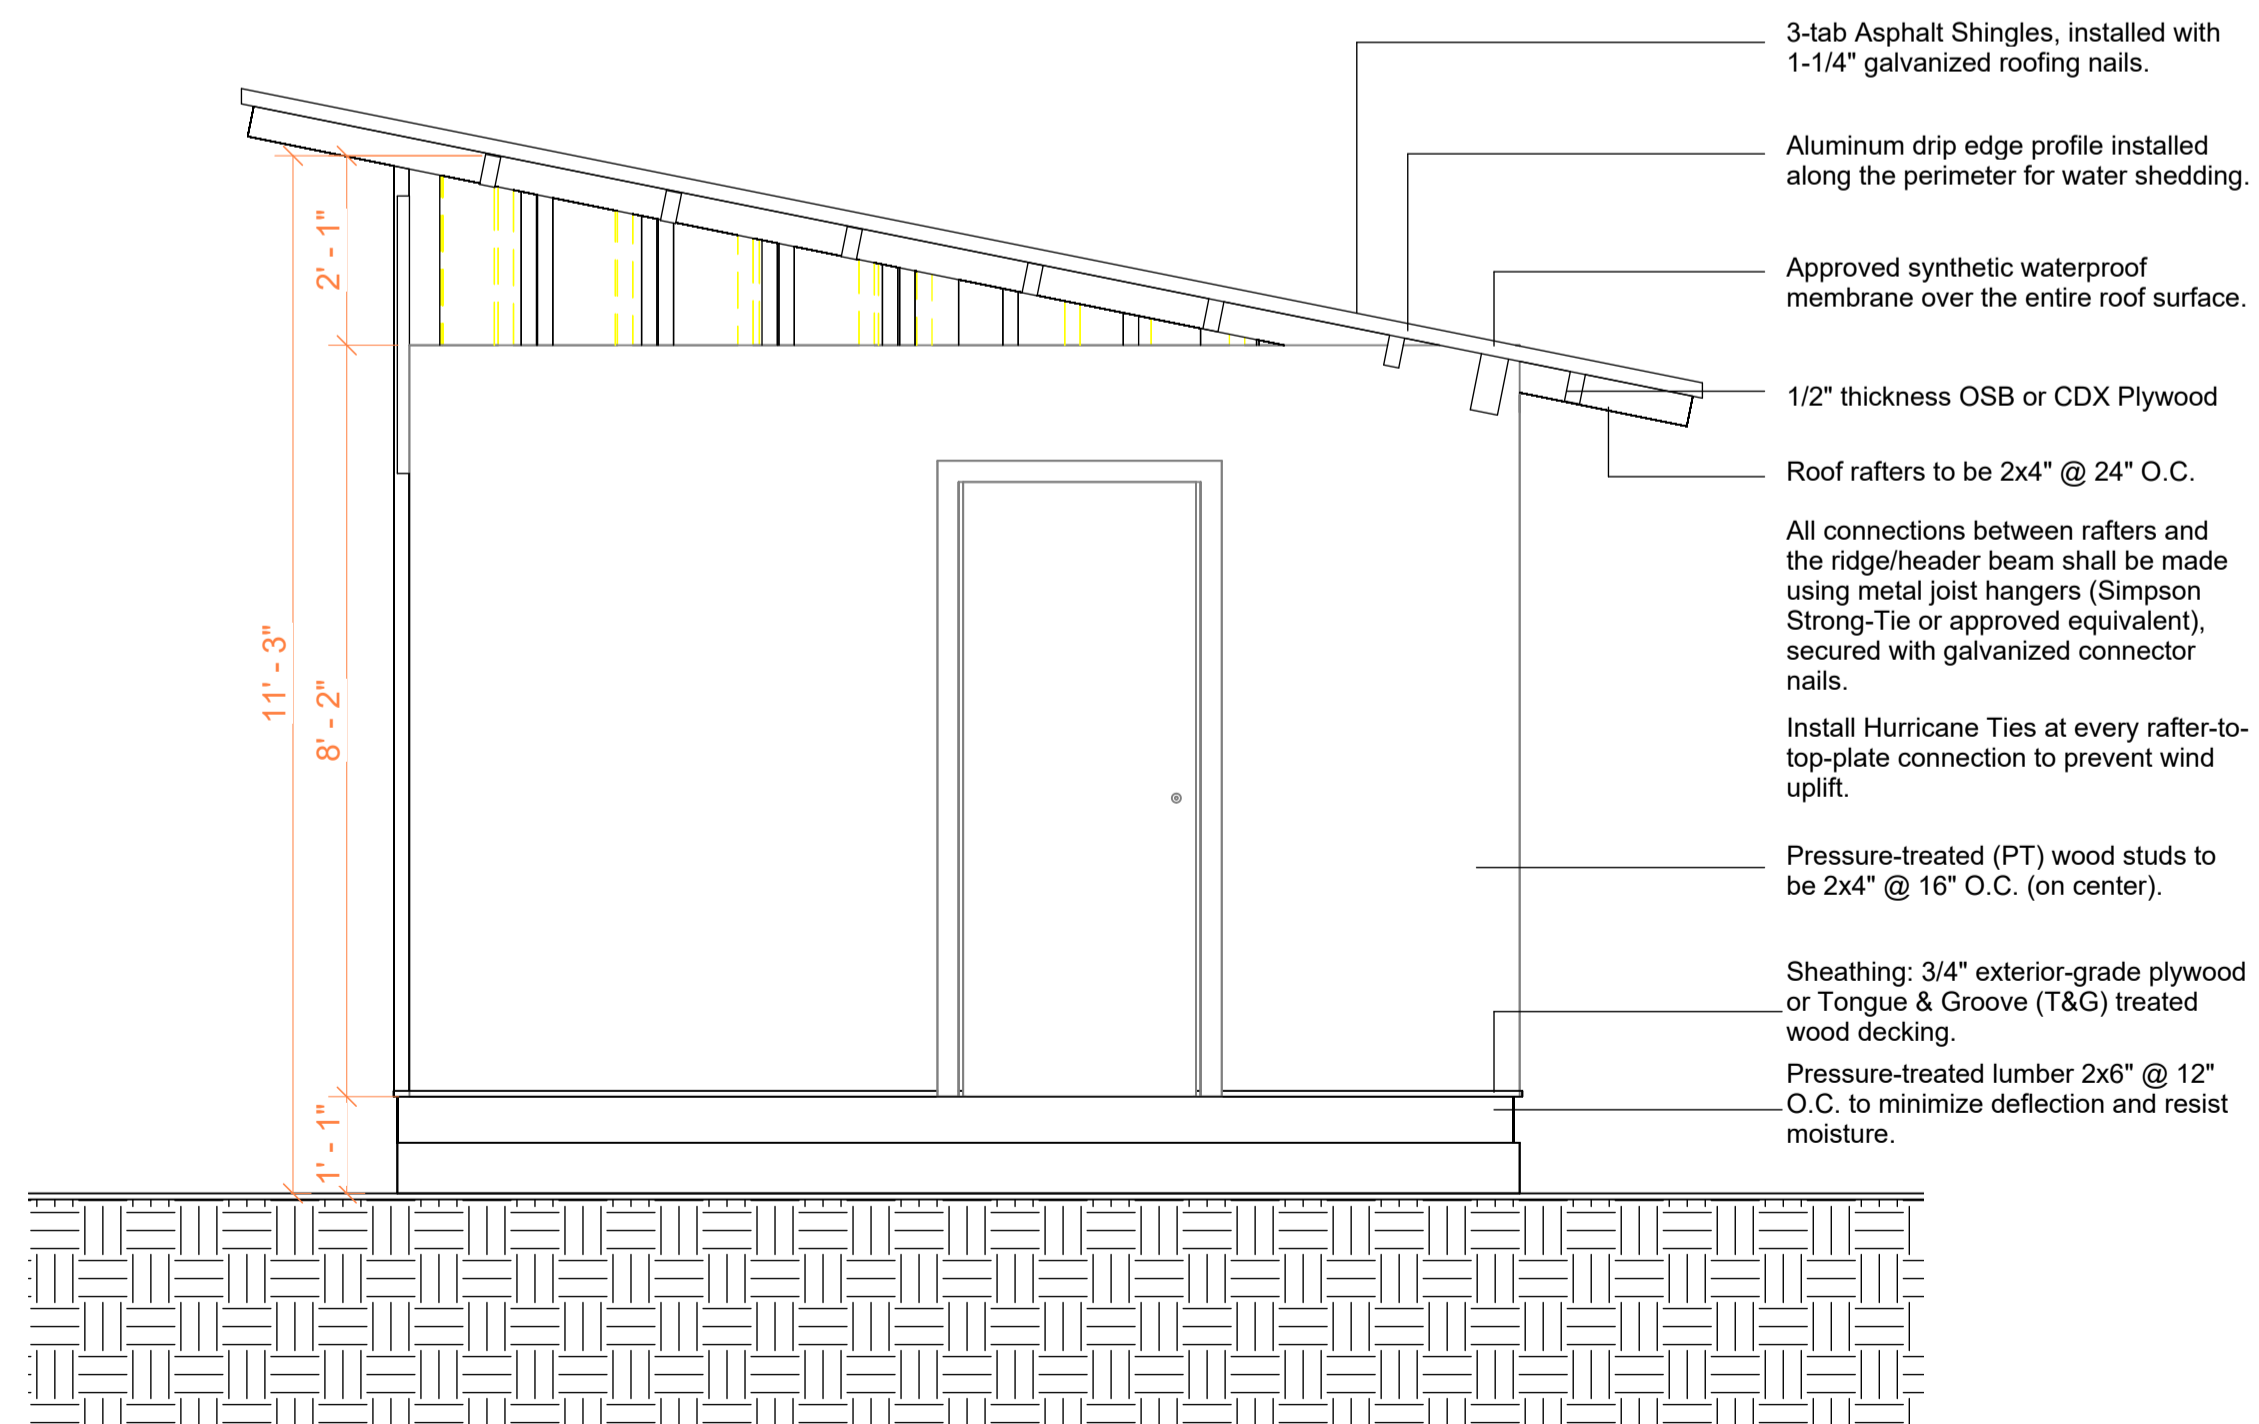 3-tab Asphalt Shingles, installed with
1-1/4" galvanized roofing nails.
Aluminum drip edge profile installed
along the perimeter for water shedding.
Approved synthetic waterproof
membrane over the entire roof surface.
1/2" thickness OSB or CDX Plywood
Roof rafters to be 2x4" @ 24" O.C.
All connections between rafters and
the ridge/header beam shall be made
using metal joist hangers (Simpson
Strong-Tie or approved equivalent),
secured with galvanized connector
nails.
Install Hurricane Ties at every rafter-to-
top-plate connection to prevent wind
uplift.
Pressure-treated (PT) wood studs to
be 2x4" @ 16" O.C. (on center).
Sheathing: 3/4" exterior-grade plywood
or Tongue & Groove (T&G) treated
wood decking.
Pressure-treated lumber 2x6" @ 12"
O.C. to minimize deflection and resist
moisture.
2' - 1"
11' - 3"
8' - 2"
1' - 1"